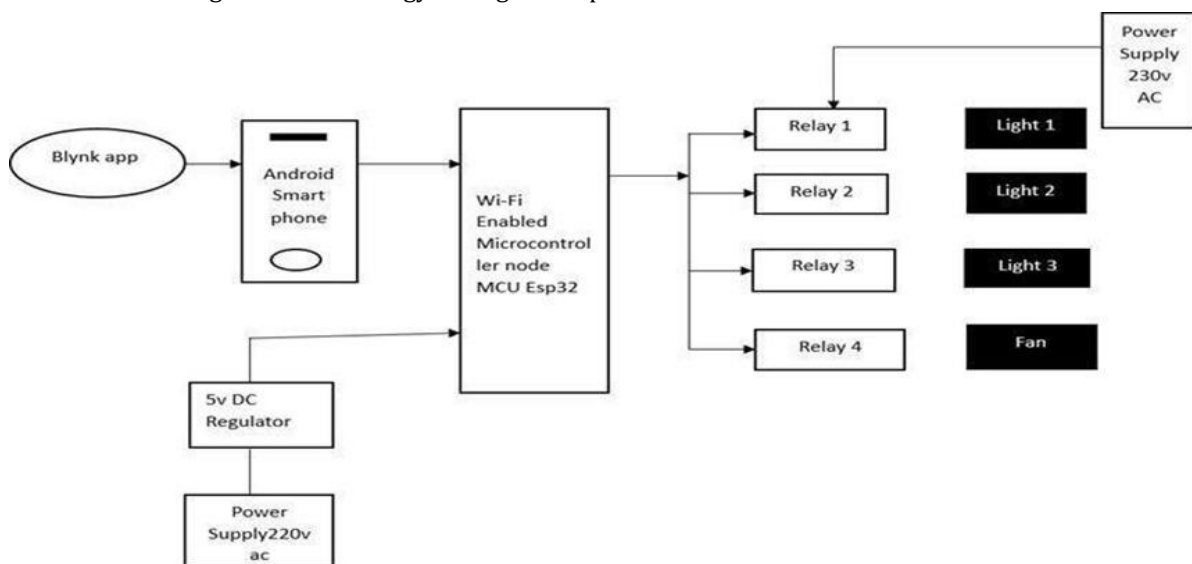 Blynk app
Android
Smart
phone
Wi-Fi
Enabled
Microcontrol
ler node
MCU Esp32
5v DC
Regulator
Power
Supply220v
ac
Relay 1
Relay 2
Relay 3
Relay 4
Light 1
Light 2
Light 3
Fan
Power
Supply
230v
AC